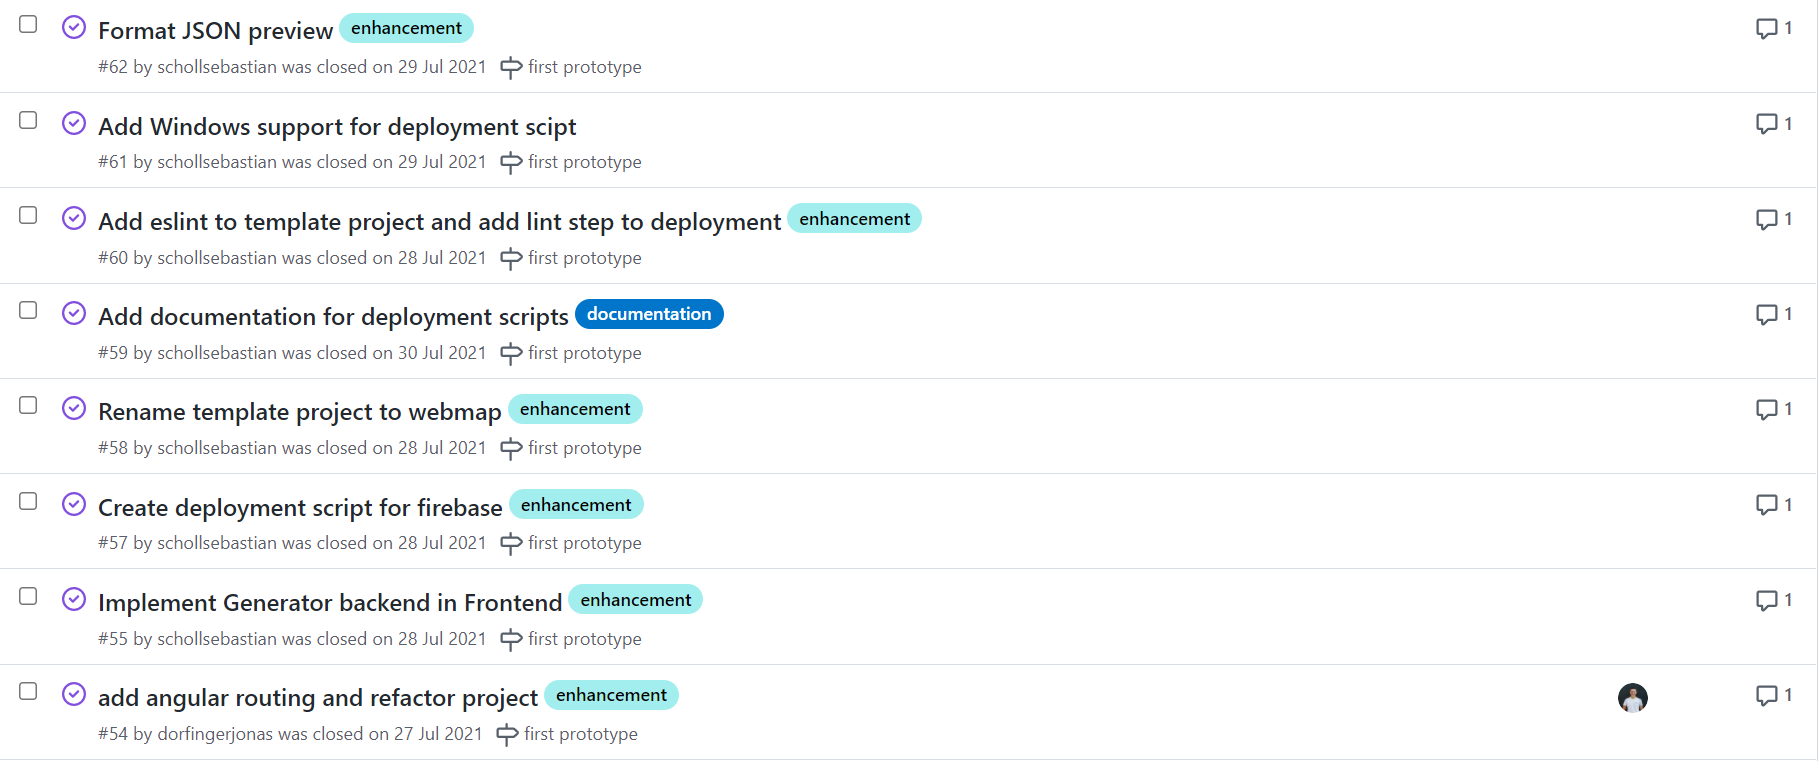 Format JSON preview enhancement 1
#62 by schollsebastian was closed on 29 Jul 2021 first prototype
Add Windows support for deployment scipt 1
#61 by schollsebastian was closed on 29 Jul 2021 first prototype
Add eslint to template project and add lint step to deployment enhancement 1
#60 by schollsebastian was closed on 28 Jul 2021 first prototype
Add documentation for deployment scripts documentation 1
#59 by schollsebastian was closed on 30 Jul 2021 first prototype
Rename template project to webmap enhancement 1
#58 by schollsebastian was closed on 28 Jul 2021 first prototype
Create deployment script for firebase enhancement 1
#57 by schollsebastian was closed on 28 Jul 2021 first prototype
Implement Generator backend in Frontend enhancement 1
#55 by schollsebastian was closed on 28 Jul 2021 first prototype
add angular routing and refactor project enhancement 1
#54 by dorfingerjonas was closed on 27 Jul 2021 first prototype